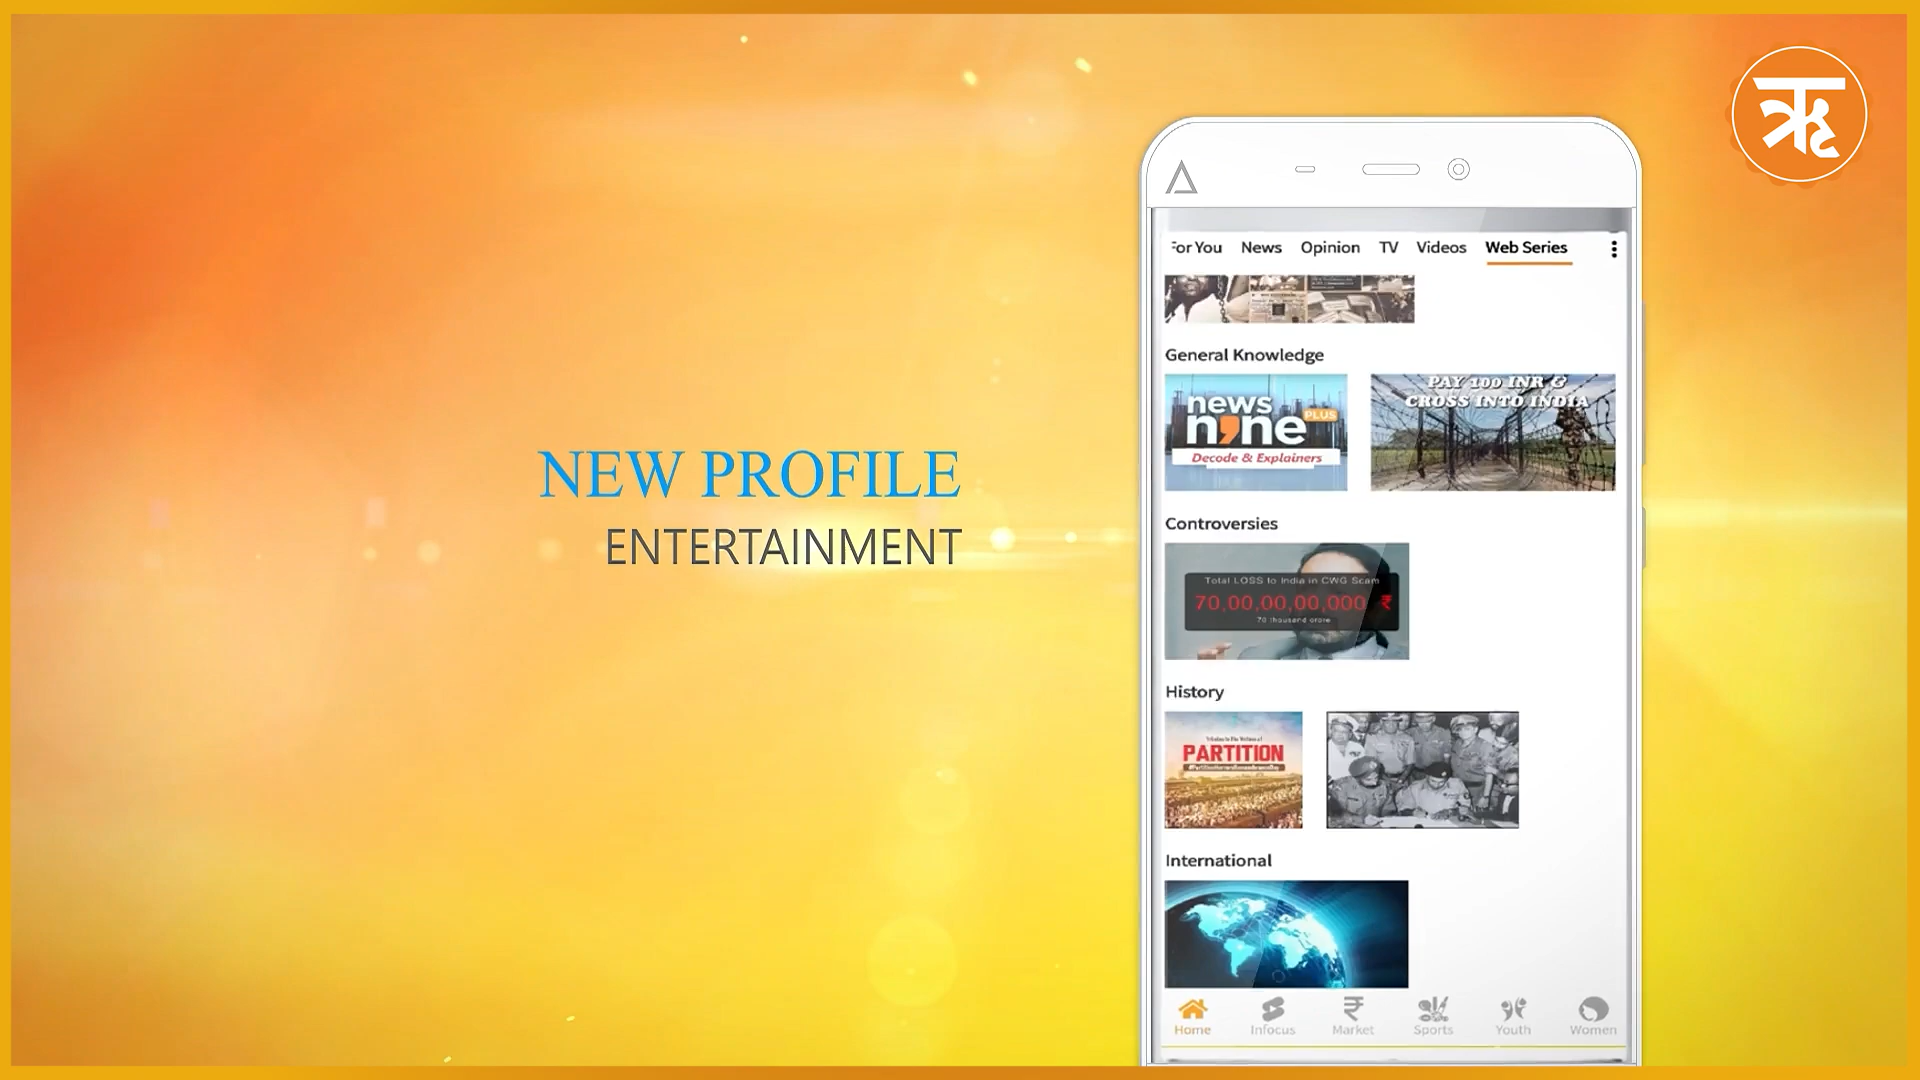 ऋ
NEW PROFILE
ENTERTAINMENT
For You News Opinion TV Videos Web Series
General Knowledge
news
nine PLUS
Decode & Explainers
PAY 100 INR &
CROSS INTO INDIA
Controversies
Total LOSS to India in CWG Scam
70,00,00,00,000 ₹
70 thousand crore
History
PARTITION
International
Home Infocus Market Sports Youth Women